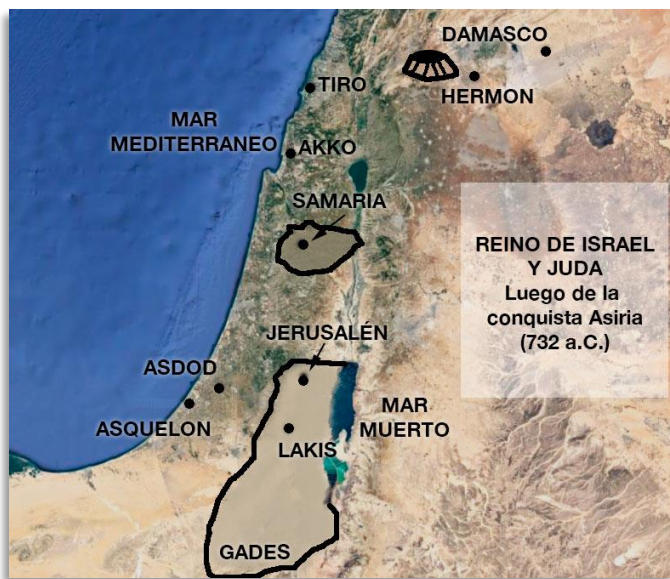 DAMASCO
HERMON
TIRO
MAR
MEDITERRANEO
AKKO
SAMARIA
REINO DE ISRAEL
Y JUDA
Luego de la
conquista Asiria
(732 a.C.)
JERUSALÉN
ASDOD
ASQUELON
MAR
MUERTO
LAKIS
GADES